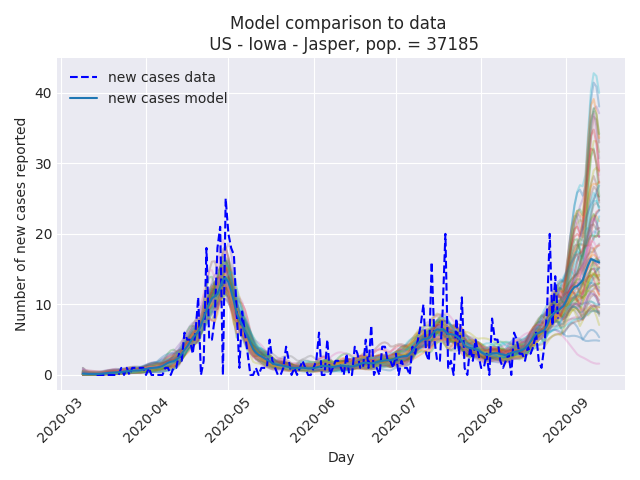 Model comparison to data
US - Iowa - Jasper, pop. = 37185
new cases data
new cases model
Number of new cases reported
40
30
20
10
0
2020-03
2020-04
2020-05
2020-06
2020-07
2020-08
2020-09
Day